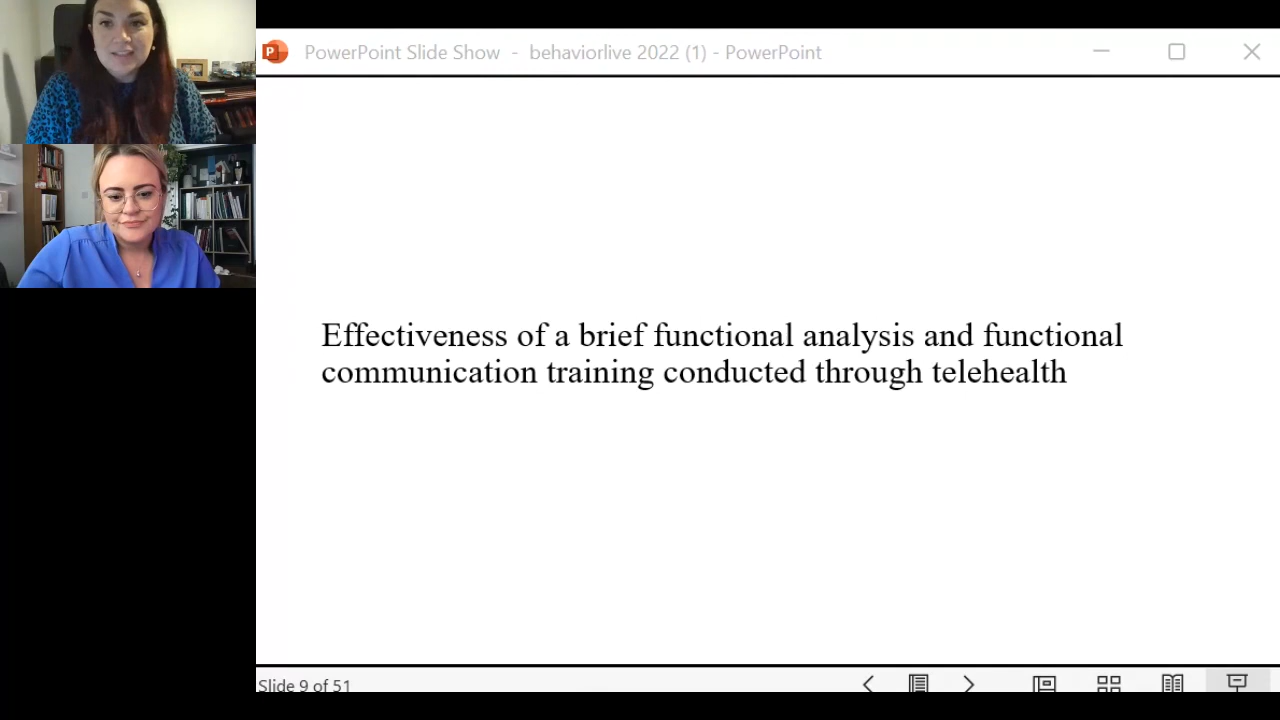 PowerPoint Slide Show - behaviorlive 2022 (1) - PowerPoint
Effectiveness of a brief functional analysis and functional
communication training conducted through telehealth
Slide 9 of 51